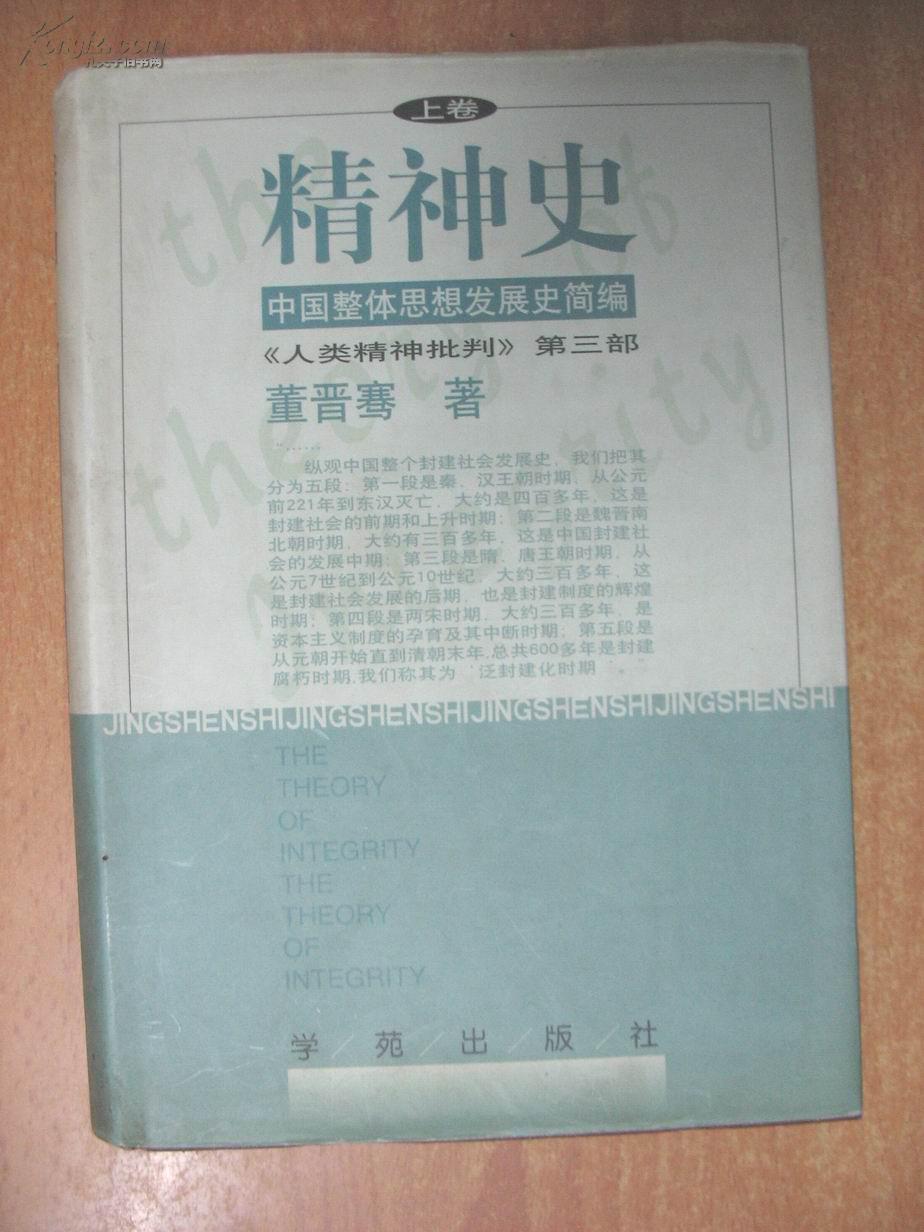 Kongfz.com
孔夫子旧书网
上卷
精神史
中国整体思想发展史简编
《人类精神批判》 第三部
董晋骞 著
“……
纵观中国整个封建社会发展史，我们把其
分为五段：第一段是秦、汉王朝时期，从公元
前221年到东汉灭亡，大约是四百多年，这是
封建社会的前期和上升时期；第二段是魏晋南
北朝时期，大约有三百多年，这是中国封建社
会的发展中期；第三段是隋、唐王朝时期，从
公元7世纪到公元10世纪，大约三百多年，这
是封建社会发展的后期，也是封建制度的辉煌
时期；第四段是两宋时期，大约三百多年，是
资本主义制度的孕育及其中断时期；第五段是
从元朝开始直到清朝末年，总共600多年是封建
腐朽时期，我们称其为‘泛封建化时期’。”
JINGSHENSHIJINGSHENSHIJINGSHENSHIJINGSHENSHI
THE
THEORY
OF
INTEGRITY
THE
THEORY
OF
INTEGRITY
学/苑/出/版/社